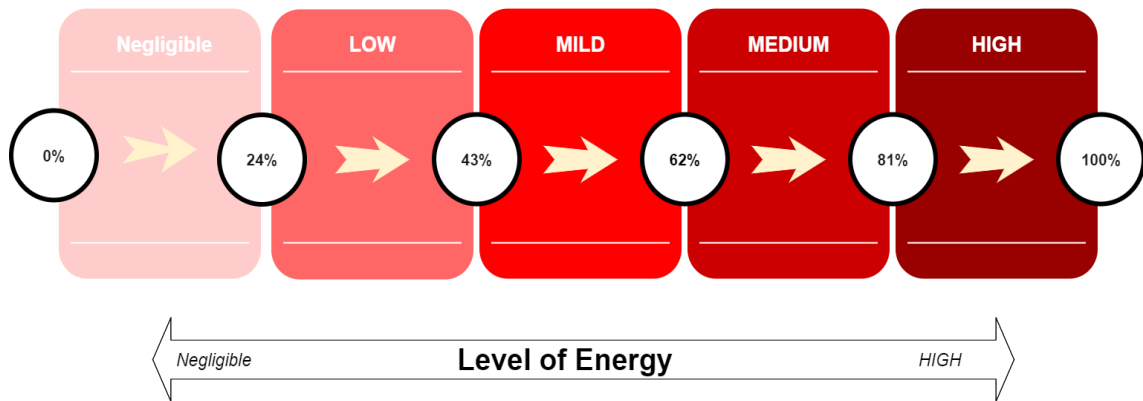 Negligible
LOW
MILD
MEDIUM
HIGH
0%
24%
43%
62%
81%
100%
Negligible
Level of Energy
HIGH